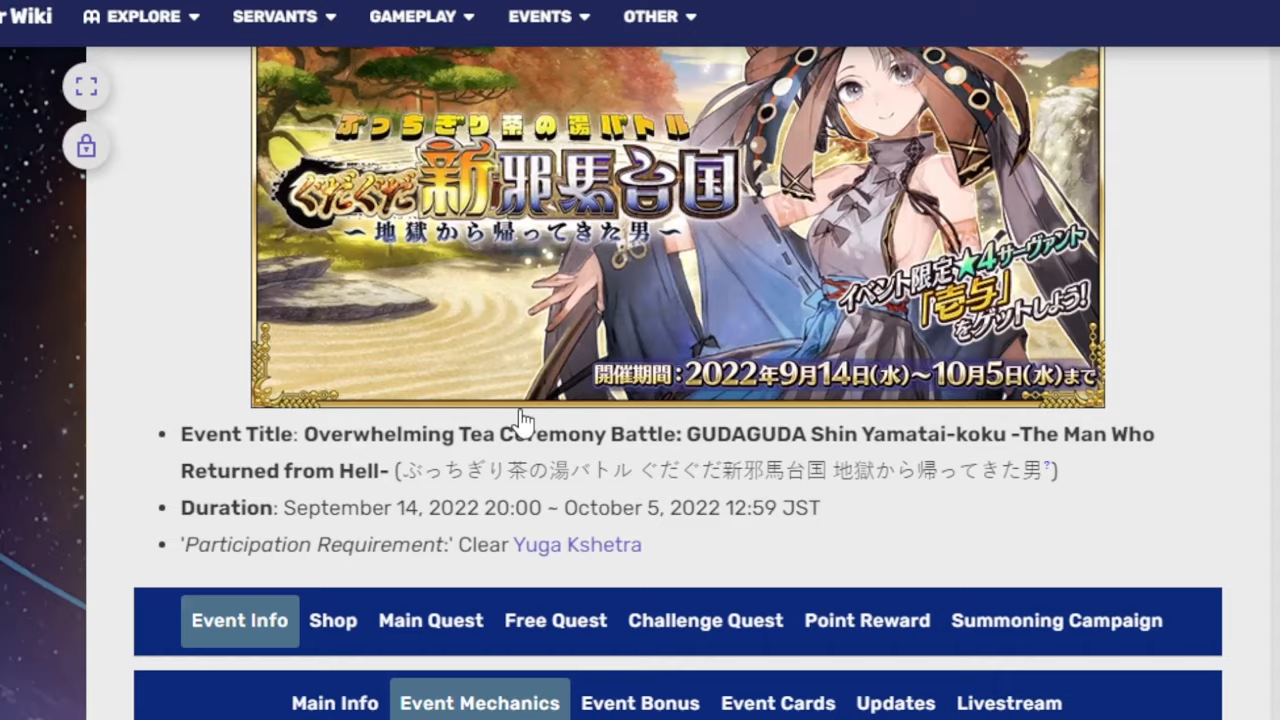 r Wiki EXPLORE SERVANTS GAMEPLAY EVENTS OTHER
ぶっちぎり茶の湯バトル
ぐだぐだ新邪馬台国
～地獄から帰ってきた男～
イベント限定★4サーヴァント
「壱与」
をゲットしよう!
開催期間:2022年9月14日(水)～10月5日(水)まで
• Event Title: Overwhelming Tea Ceremony Battle: GUDAGUDA Shin Yamatai-koku -The Man Who
Returned from Hell- (ぶっちぎり茶の湯バトル ぐだぐだ新邪馬台国 地獄から帰ってきた男?)
• Duration: September 14, 2022 20:00 ~ October 5, 2022 12:59 JST
• 'Participation Requirement:' Clear Yuga Kshetra
Event Info Shop Main Quest Free Quest Challenge Quest Point Reward Summoning Campaign
Main Info Event Mechanics Event Bonus Event Cards Updates Livestream